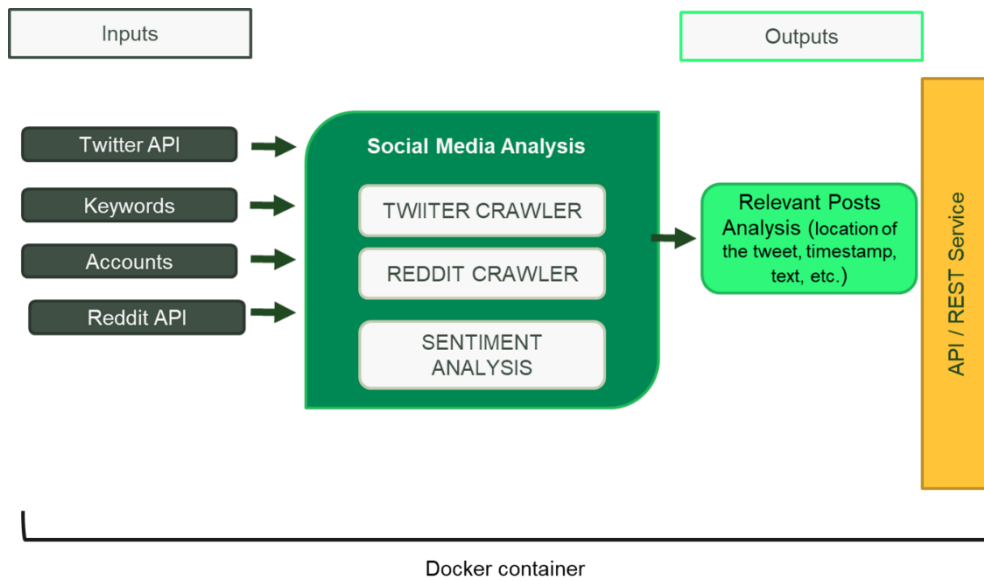 Inputs
Outputs
Twitter API
Keywords
Accounts
Reddit API
Social Media Analysis
TWIITER CRAWLER
REDDIT CRAWLER
SENTIMENT
ANALYSIS
Relevant Posts
Analysis (location of
the tweet, timestamp,
text, etc.)
API / REST Service
Docker container